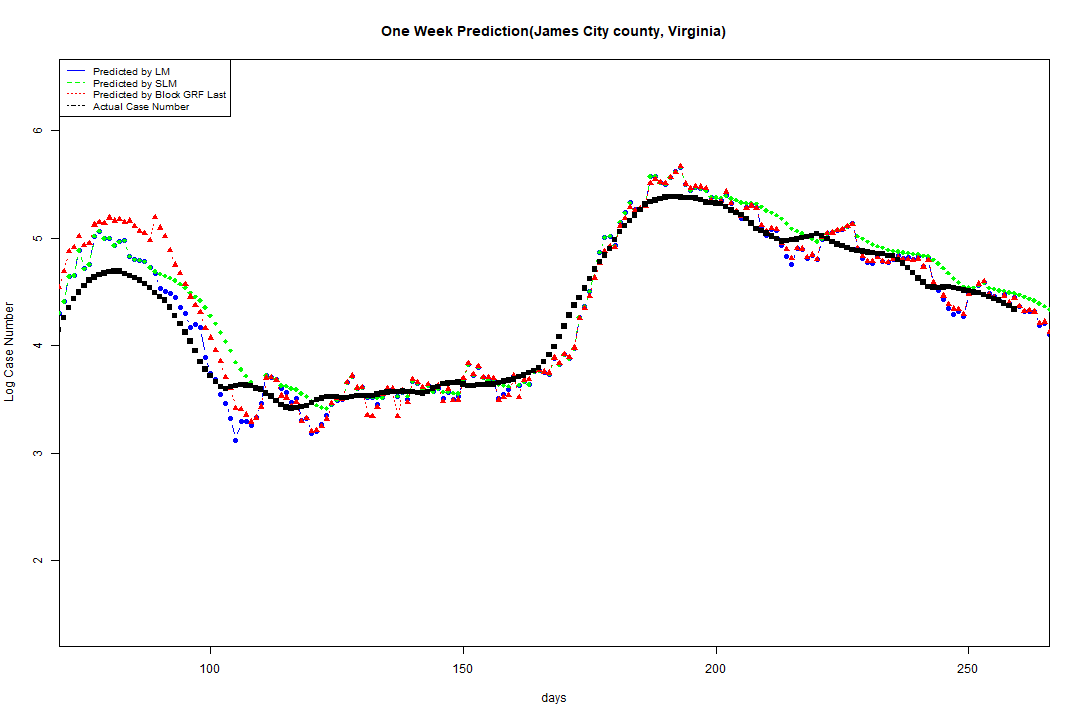 One Week Prediction(James City county, Virginia)
Predicted by LM
Predicted by SLM
Predicted by Block GRF Last
Actual Case Number
6
5
4
3
2
Log Case Number
100 150 200 250
days